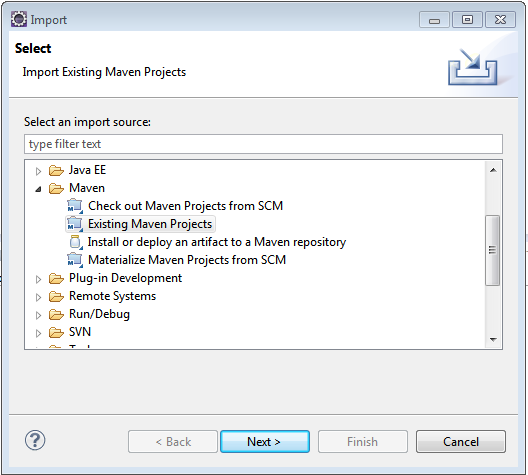 Import
Select
Import Existing Maven Projects
Select an import source:
type filter text
Java EE
Maven
Check out Maven Projects from SCM
Existing Maven Projects
Install or deploy an artifact to a Maven repository
Materialize Maven Projects from SCM
Plug-in Development
Remote Systems
Run/Debug
SVN
< Back
Next >
Finish
Cancel